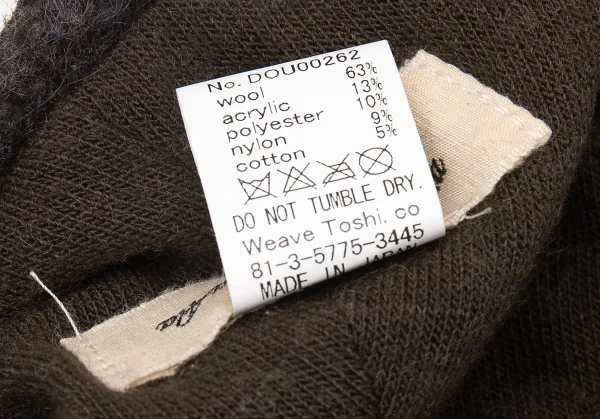 No. DOU00262
wool 63%
acrylic 13%
polyester 10%
nylon 9%
cotton 5%
DO NOT TUMBLE DRY.
Weave Toshi. co
81-3-5775-3445
MADE IN JAPAN